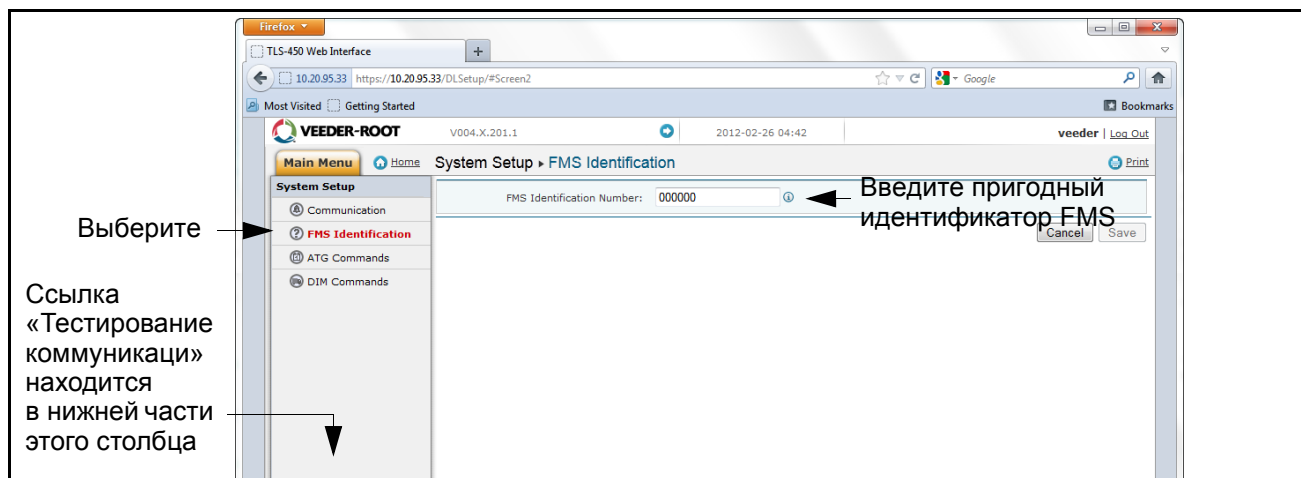 Firefox
TLS-450 Web Interface
+
10.20.95.33 https://10.20.95.33/DLSetup/#Screen2
Google
Most Visited Getting Started
Bookmarks
VEEDER-ROOT V004.X.201.1 2012-02-26 04:42 veeder | Log Out
Main Menu Home System Setup ▸ FMS Identification Print
System Setup
FMS Identification Number: 000000
Введите пригодный
идентификатор FMS
Cancel Save
Communication
Выберите
FMS Identification
ATG Commands
DIM Commands
Ссылка
«Тестирование
коммуникаци»
находится
в нижней части
этого столбца